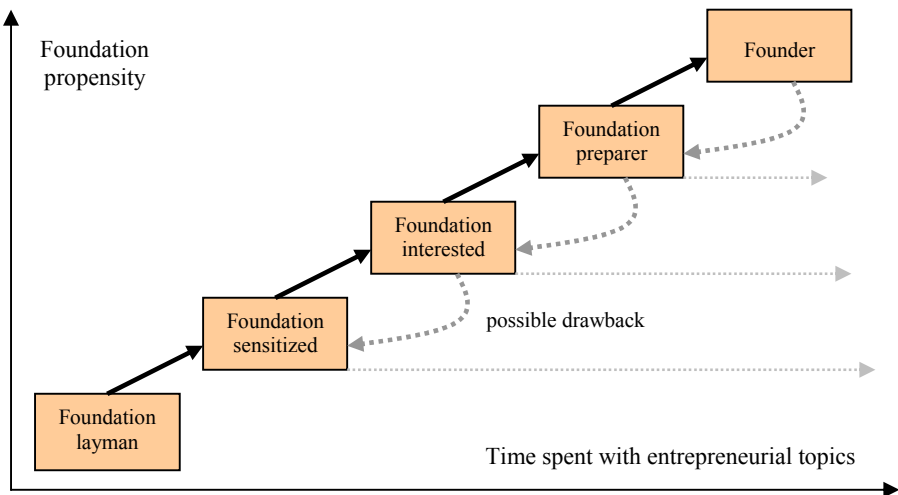 Foundation
propensity
Founder
Foundation
preparer
Foundation
interested
Foundation
sensitized
possible drawback
Foundation
layman
Time spent with entrepreneurial topics